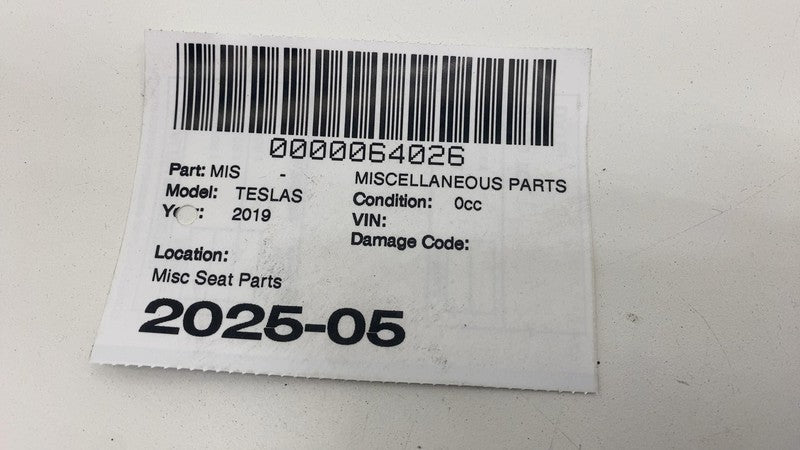 0000064026
Part: MIS - MISCELLANEOUS PARTS
Model: TESLAS Condition: 0cc
2019 VIN:
Damage Code:
Location:
Misc Seat Parts
2025-05